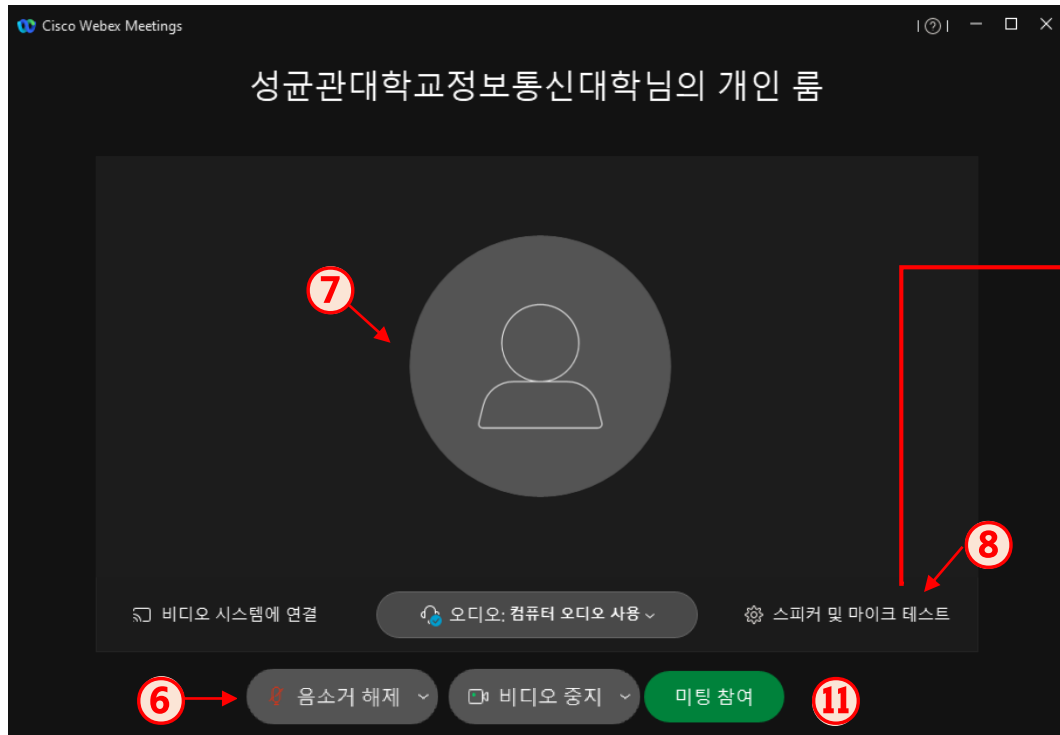 Cisco Webex Meetings
성균관대학교정보통신대학님의 개인 룸
7
8
비디오 시스템에 연결 오디오: 컴퓨터 오디오 사용 스피커 및 마이크 테스트
6 음소거 해제 비디오 중지 미팅 참여 11